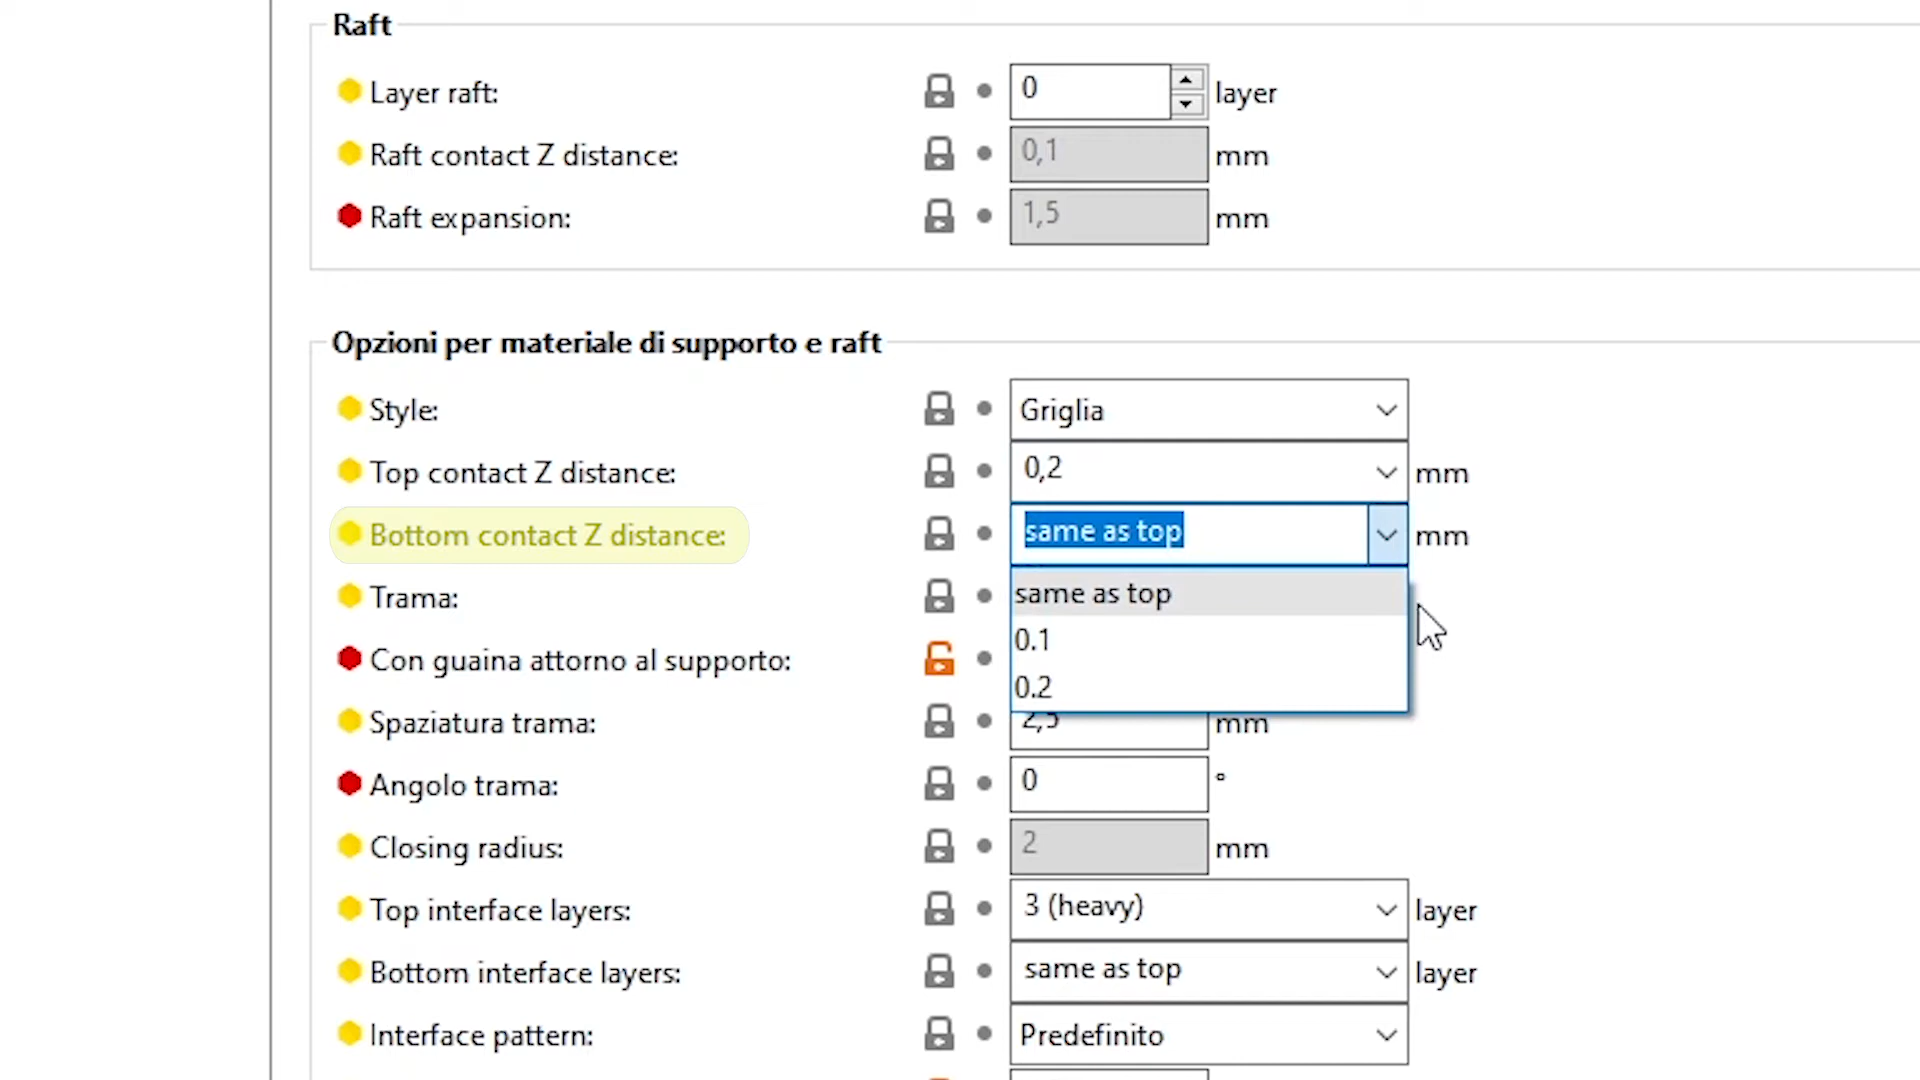 Raft
Layer raft: 0 layer
Raft contact Z distance: 0,1 mm
Raft expansion: 1,5 mm
Opzioni per materiale di supporto e raft
Style: Griglia
Top contact Z distance: 0,2 mm
Bottom contact Z distance: same as top mm
same as top
Trama:
0.1
Con guaina attorno al supporto:
0.2
Spaziatura trama: 2,5 mm
Angolo trama: 0 °
Closing radius: 2 mm
Top interface layers: 3 (heavy) layer
Bottom interface layers: same as top layer
Interface pattern: Predefinito